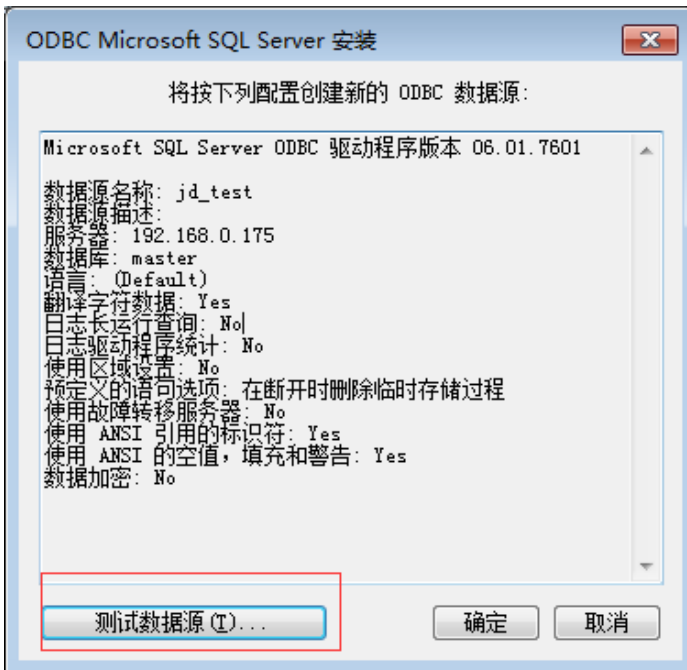 ODBC Microsoft SQL Server 安装
将按下列配置创建新的 ODBC 数据源:
Microsoft SQL Server ODBC 驱动程序版本 06.01.7601
数据源名称: jd_test
数据源描述:
服务器: 192.168.0.175
数据库: master
语言: (Default)
翻译字符数据: Yes
日志长运行查询: No
日志驱动程序统计: No
使用区域设置: No
预定义的语句选项: 在断开时删除临时存储过程
使用故障转移服务器: No
使用 ANSI 引用的标识符: Yes
使用 ANSI 的空值，填充和警告: Yes
数据加密: No
测试数据源(T)... 确定 取消